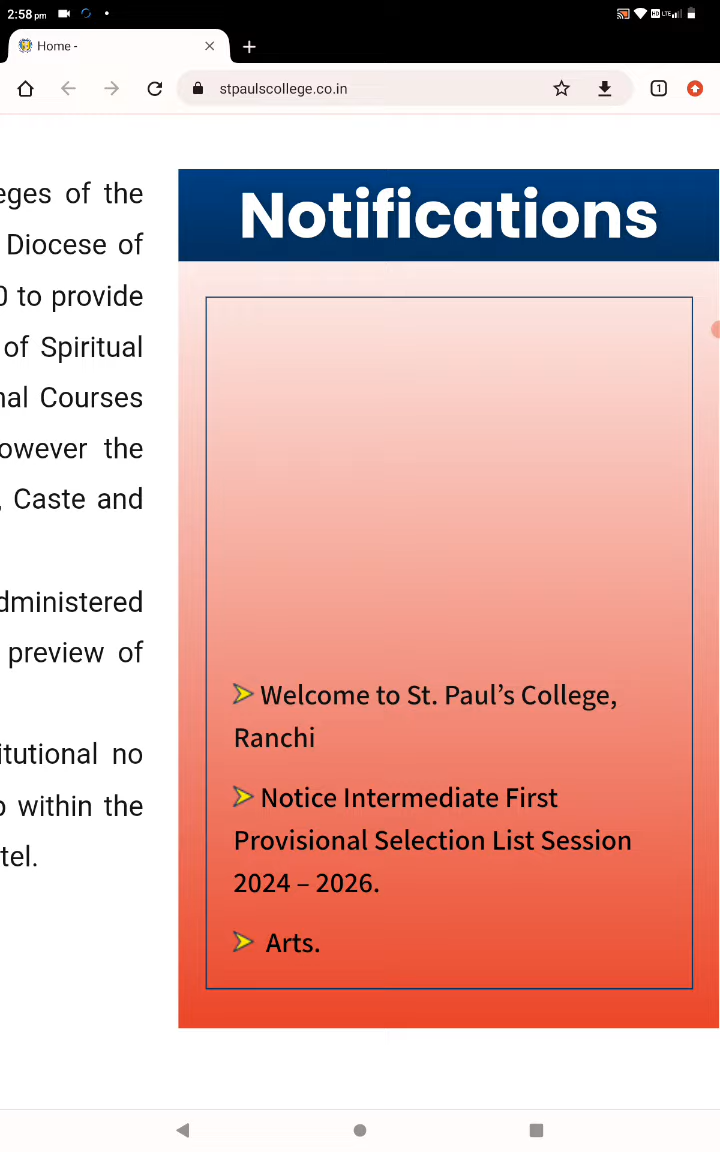 2:58 pm
Home -
stpaulscollege.co.in
1
eges of the
Diocese of
0 to provide
of Spiritual
nal Courses
owever the
, Caste and
dministered
preview of
itutional no
within the
tel.
Notifications
Welcome to St. Paul’s College,
Ranchi
Notice Intermediate First
Provisional Selection List Session
2024 – 2026.
Arts.